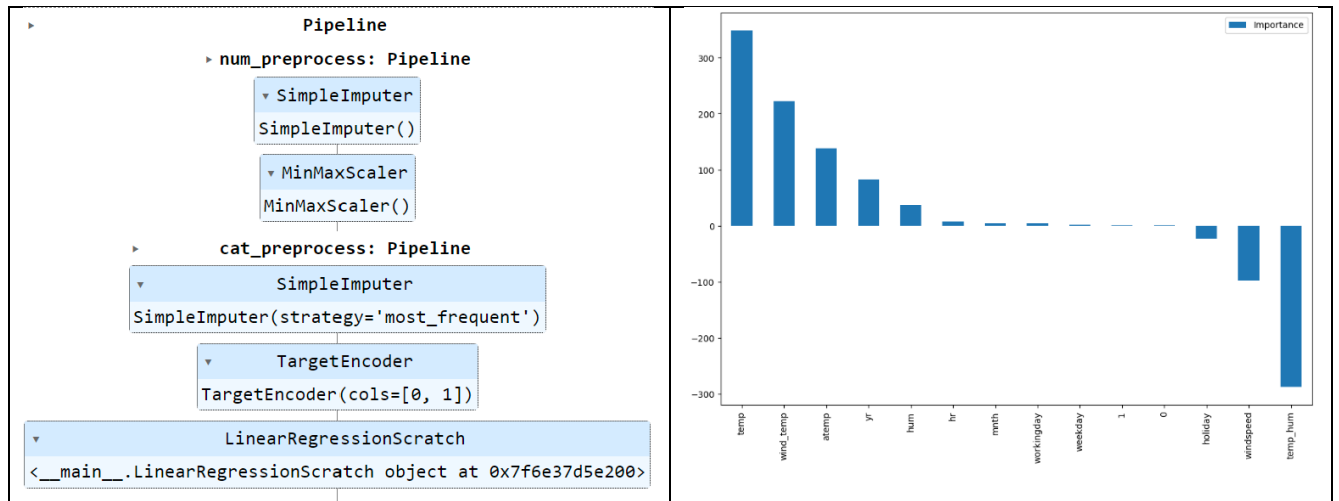 Pipeline
num_preprocess: Pipeline
SimpleImputer
SimpleImputer()
MinMaxScaler
MinMaxScaler()
cat_preprocess: Pipeline
SimpleImputer
SimpleImputer(strategy='most_frequent')
TargetEncoder
TargetEncoder(cols=[0, 1])
LinearRegressionScratch
<__main__.LinearRegressionScratch object at 0x7f6e37d5e200>
Importance
300
200
100
0
−100
−200
−300
temp
wind_temp
atemp
yr
hum
hr
mnth
workingday
weekday
1
0
holiday
windspeed
temp_hum